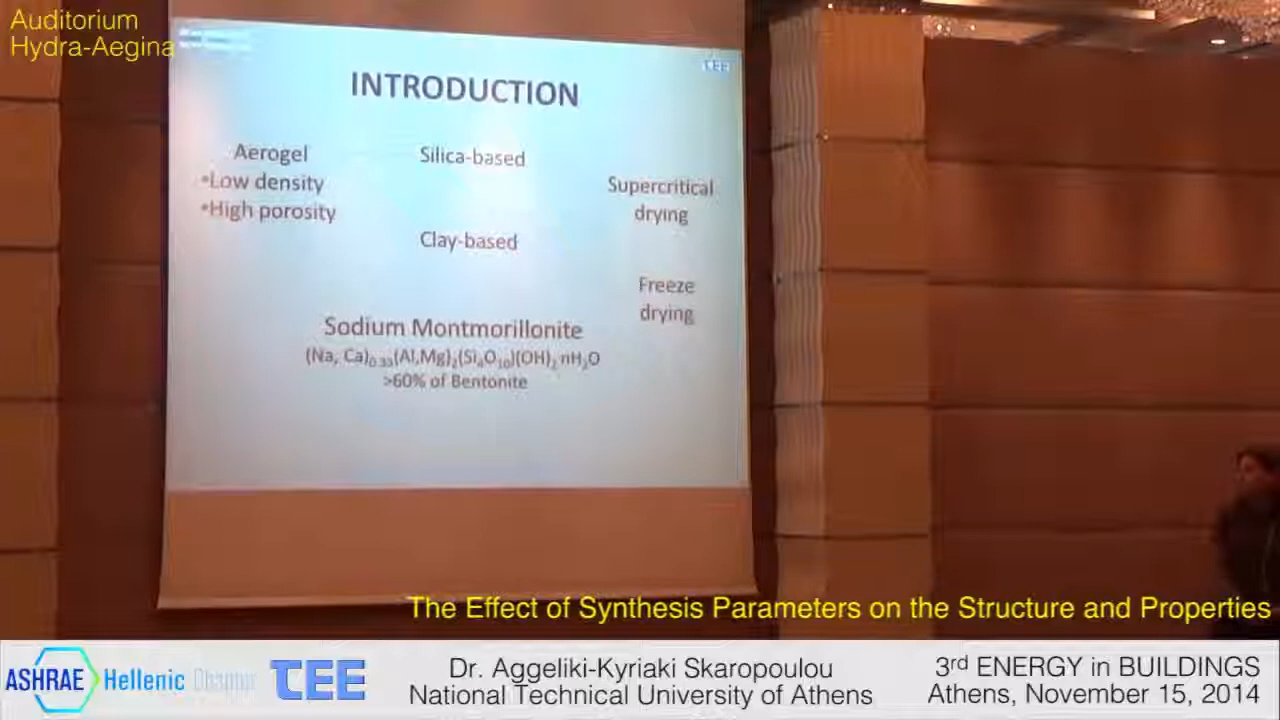 Auditorium
Hydra-Aegina
TEE
INTRODUCTION
Aerogel
•Low density
•High porosity
Silica-based
Clay-based
Supercritical
drying
Freeze
drying
Sodium Montmorillonite
(Na, Ca)₀.₃₃(Al,Mg)₂(Si₄O₁₀)(OH)₂ nH₂O
>60% of Bentonite
The Effect of Synthesis Parameters on the Structure and Properties
ASHRAE Hellenic Chapter
TEE
Dr. Aggeliki-Kyriaki Skaropoulou
National Technical University of Athens
3rd ENERGY in BUILDINGS
Athens, November 15, 2014